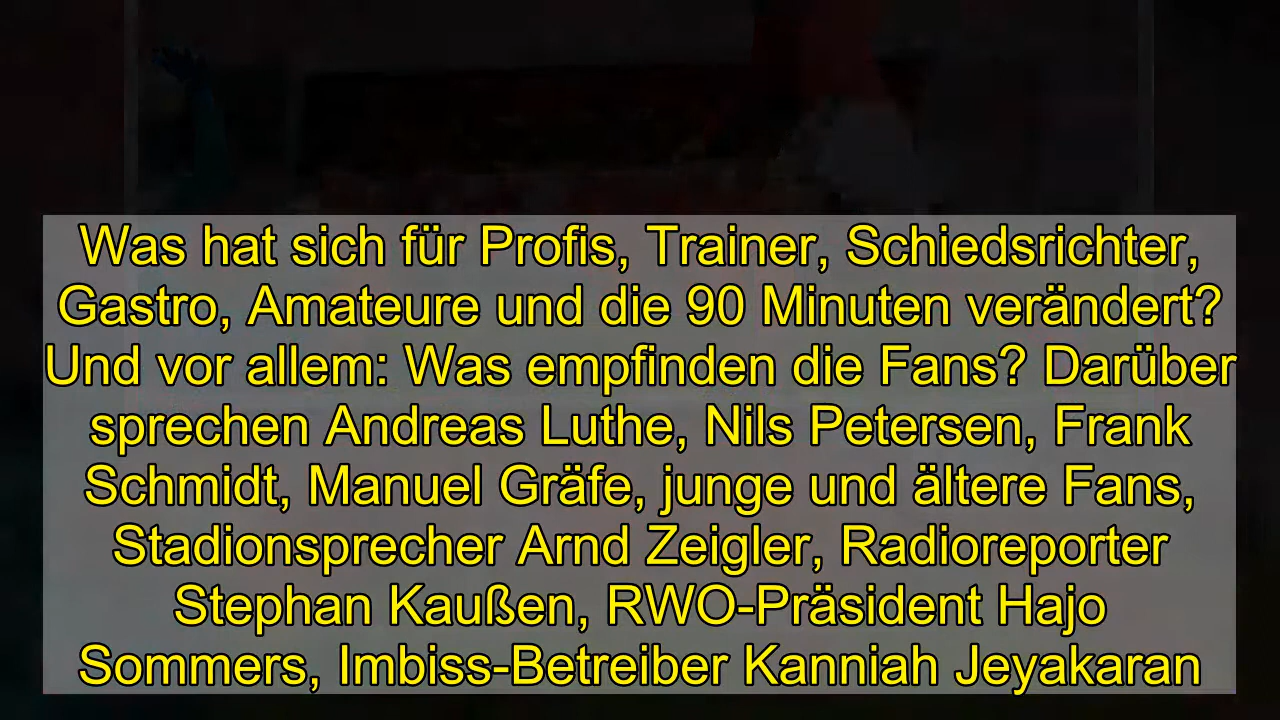 Was hat sich für Profis, Trainer, Schiedsrichter,
Gastro, Amateure und die 90 Minuten verändert?
Und vor allem: Was empfinden die Fans? Darüber
sprechen Andreas Luthe, Nils Petersen, Frank
Schmidt, Manuel Gräfe, junge und ältere Fans,
Stadionsprecher Arnd Zeigler, Radioreporter
Stephan Kaußen, RWO-Präsident Hajo
Sommers, Imbiss-Betreiber Kanniah Jeyakaran